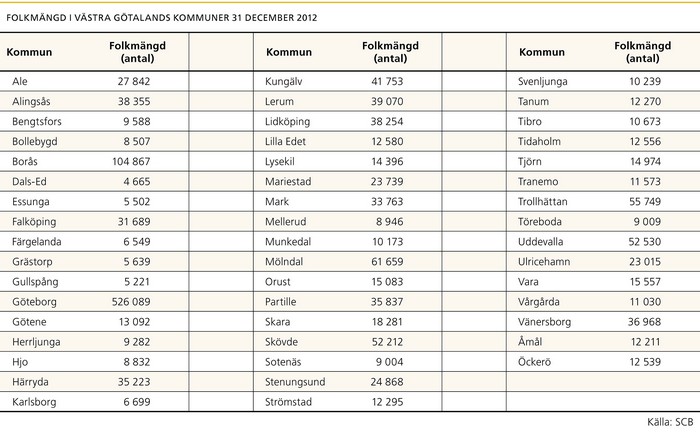 FOLKMÄNGD I VÄSTRA GÖTALANDS KOMMUNER 31 DECEMBER 2012
Kommun Folkmängd (antal) Kommun Folkmängd (antal) Kommun Folkmängd (antal)
Ale 27 842 Kungälv 41 753 Svenljunga 10 239
Alingsås 38 355 Lerum 39 070 Tanum 12 270
Bengtsfors 9 588 Lidköping 38 254 Tibro 10 673
Bollebygd 8 507 Lilla Edet 12 580 Tidaholm 12 556
Borås 104 867 Lysekil 14 396 Tjörn 14 974
Dals-Ed 4 665 Mariestad 23 739 Tranemo 11 573
Essunga 5 502 Mark 33 763 Trollhättan 55 749
Falköping 31 689 Mellerud 8 946 Töreboda 9 009
Färgelanda 6 549 Munkedal 10 173 Uddevalla 52 530
Grästorp 5 639 Mölndal 61 659 Ulricehamn 23 015
Gullspång 5 221 Orust 15 083 Vara 15 557
Göteborg 526 089 Partille 35 837 Vårgårda 11 030
Götene 13 092 Skara 18 281 Vänersborg 36 968
Herrljunga 9 282 Skövde 52 212 Åmål 12 211
Hjo 8 832 Sotenäs 9 004 Öckerö 12 539
Härryda 35 223 Stenungsund 24 868
Karlsborg 6 699 Strömstad 12 295
Källa: SCB